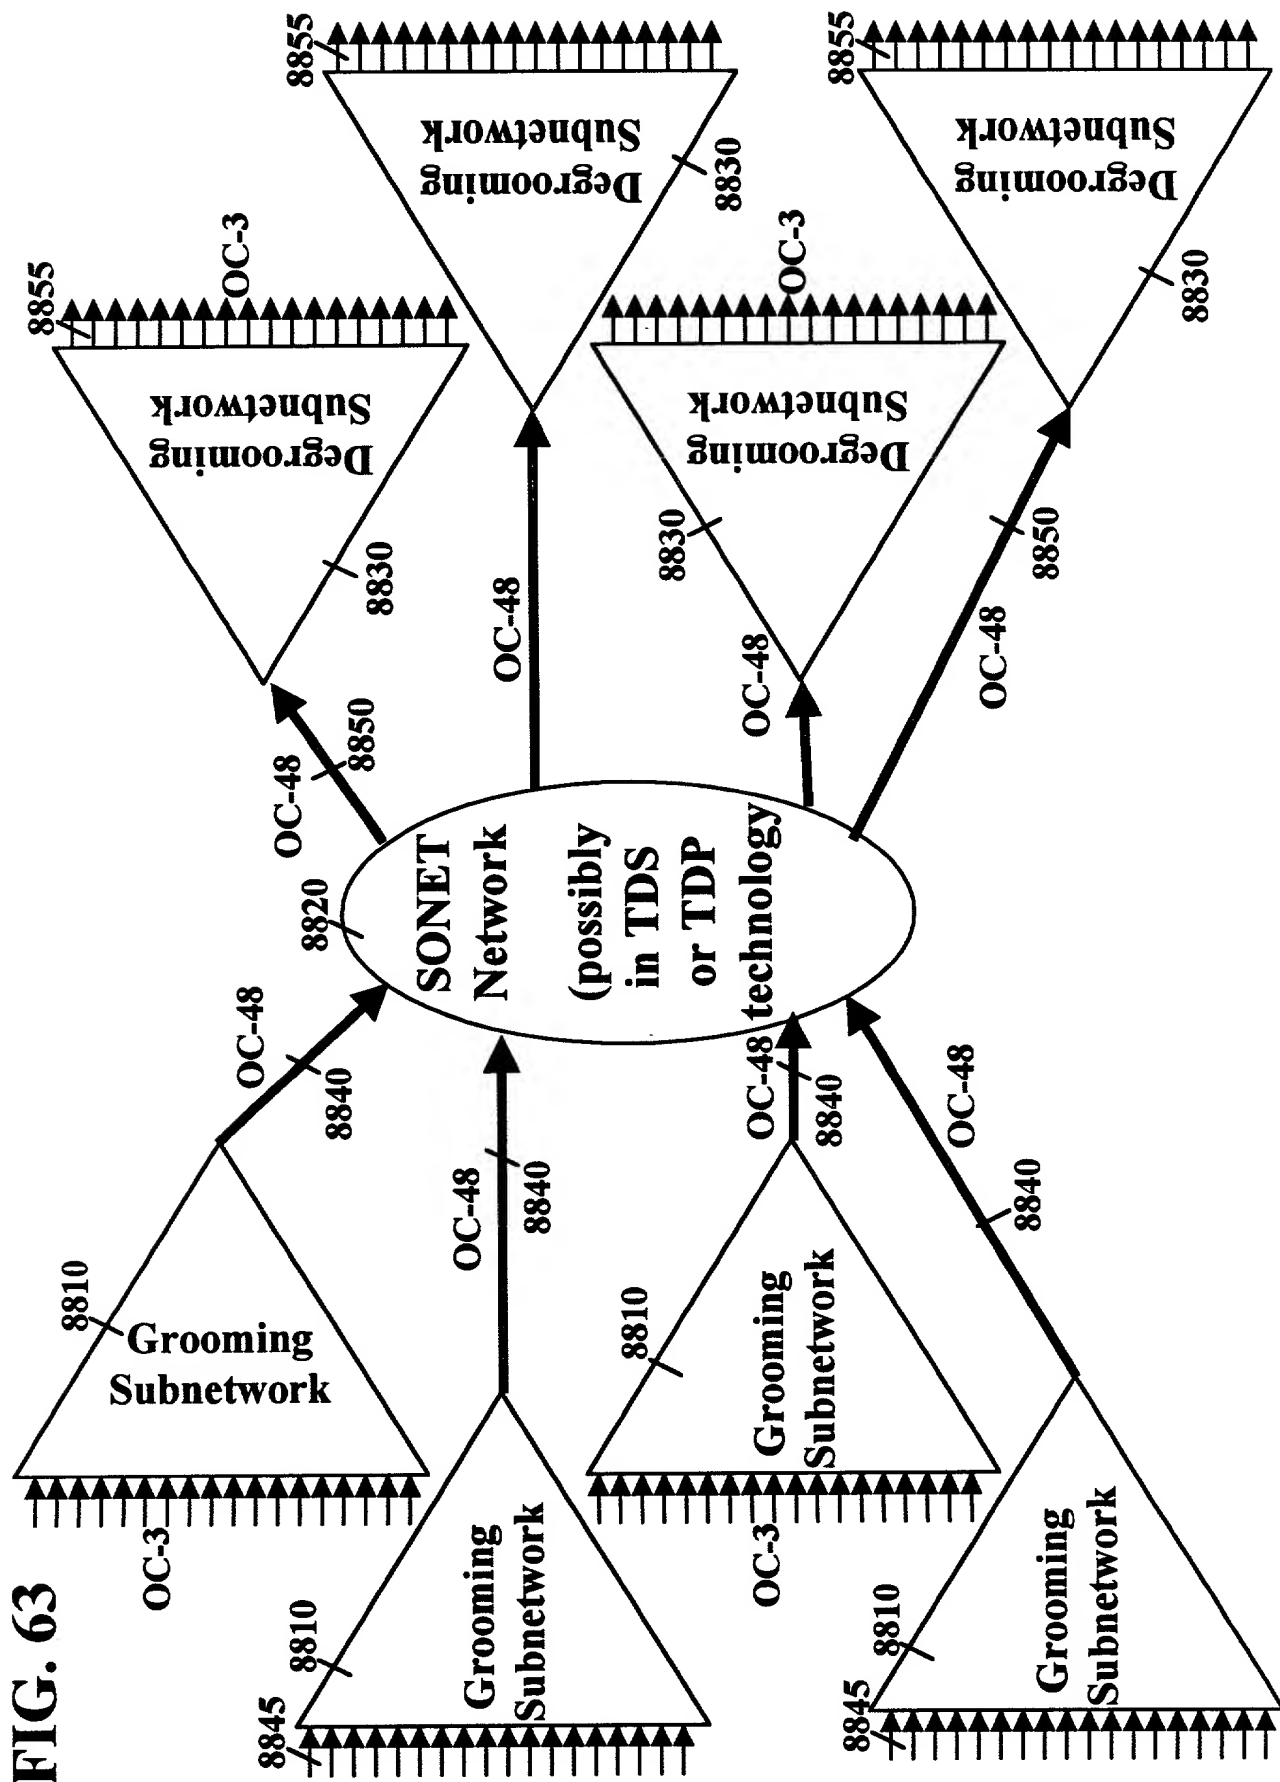 FIG. 63
8855
8855
8855
OC-3
OC-3
Degrooming
Subnetwork
8830
Degrooming
Subnetwork
8830
Degrooming
Subnetwork
8830
Degrooming
Subnetwork
8830
OC-48
8850
OC-48
OC-48
OC-48
8850
8820
SONET
Network
(possibly
in TDS
or TDP
technology
OC-48
8840
OC-48
8840
OC-48
8840
OC-48
8840
8810
Grooming
Subnetwork
OC-3
8810
Grooming
Subnetwork
8845
8810
Grooming
Subnetwork
OC-3
8810
Grooming
Subnetwork
8845